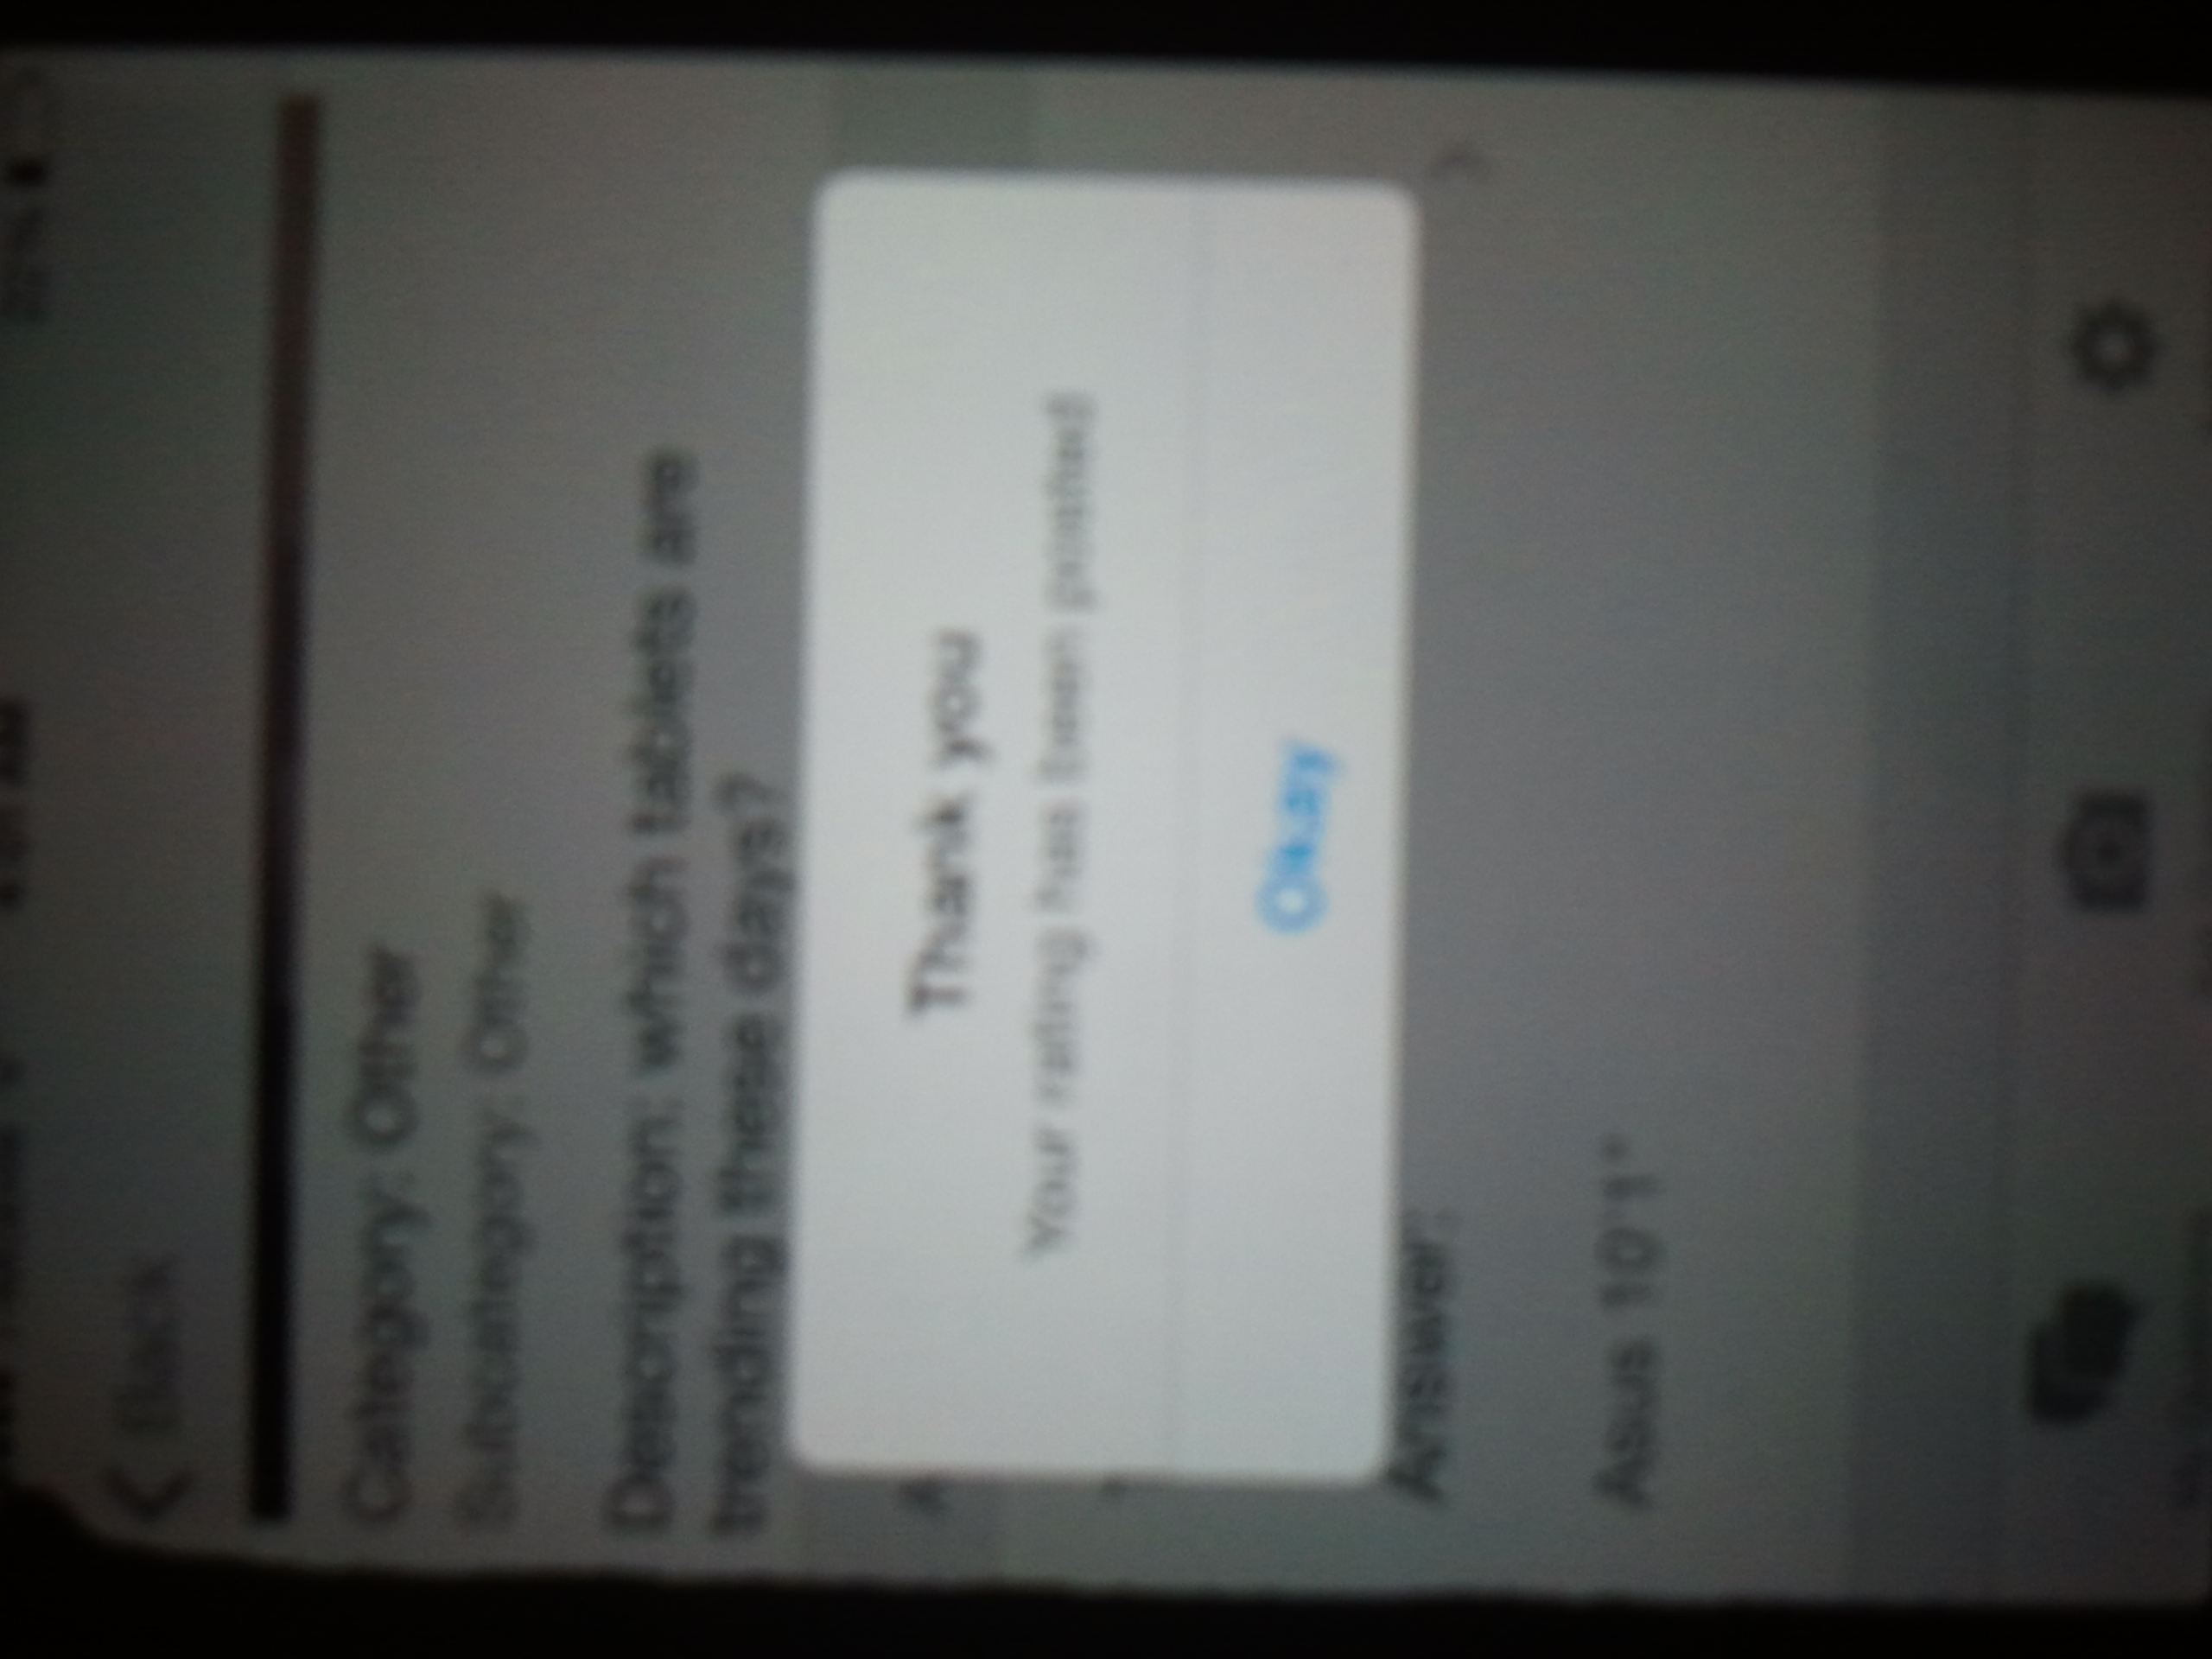 Back
Category: Other
Subcategory: Other
Description: which tablets are
trending these days?
Thank you
Your rating has been posted
Okay
Answer:
Asus 10'1"